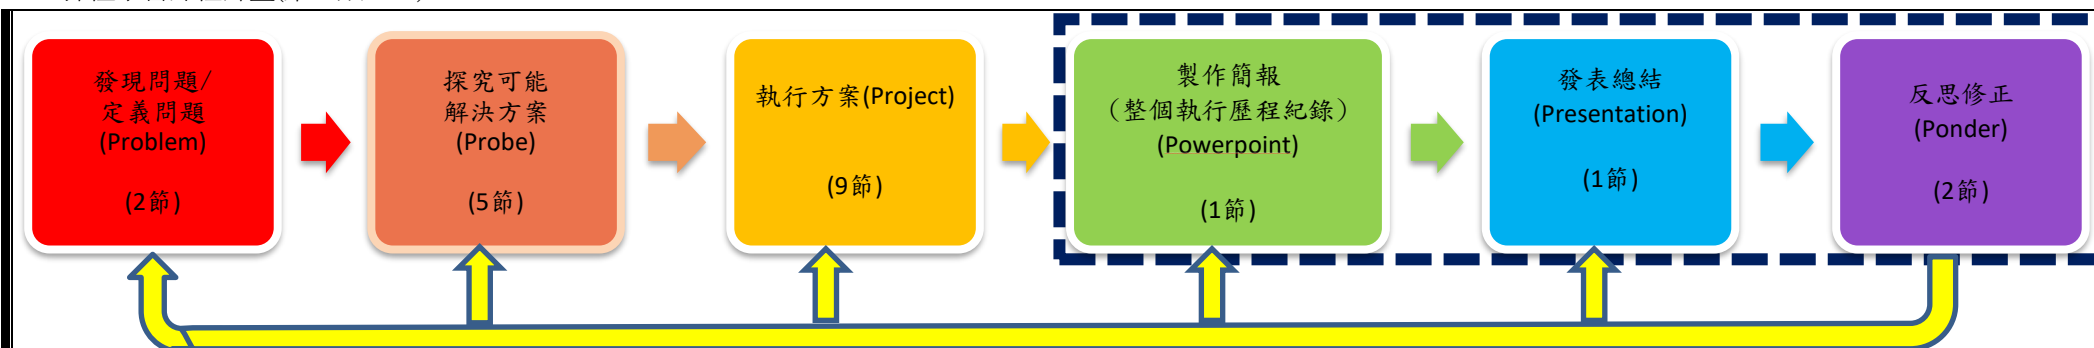 發現問題/
定義問題
(Problem)
(2節)
探究可能
解決方案
(Probe)
(5節)
執行方案(Project)
(9節)
製作簡報
（整個執行歷程紀錄）
(Powerpoint)
(1節)
發表總結
(Presentation)
(1節)
反思修正
(Ponder)
(2節)